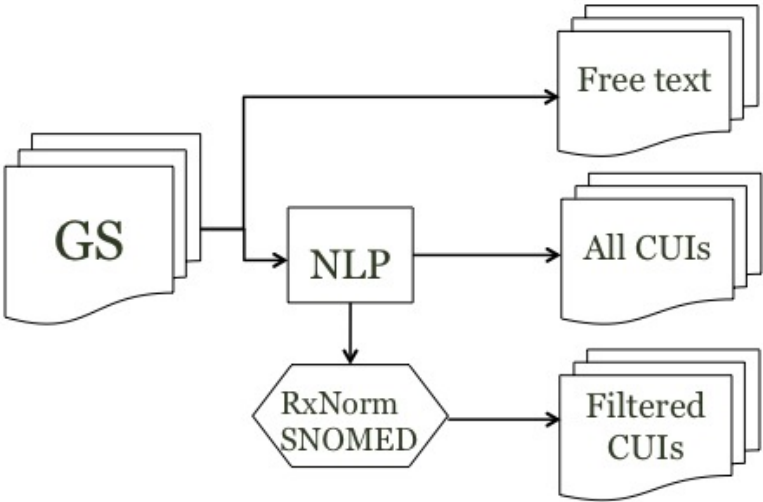 Free text
GS
NLP
All CUIs
RxNorm
SNOMED
Filtered
CUIs